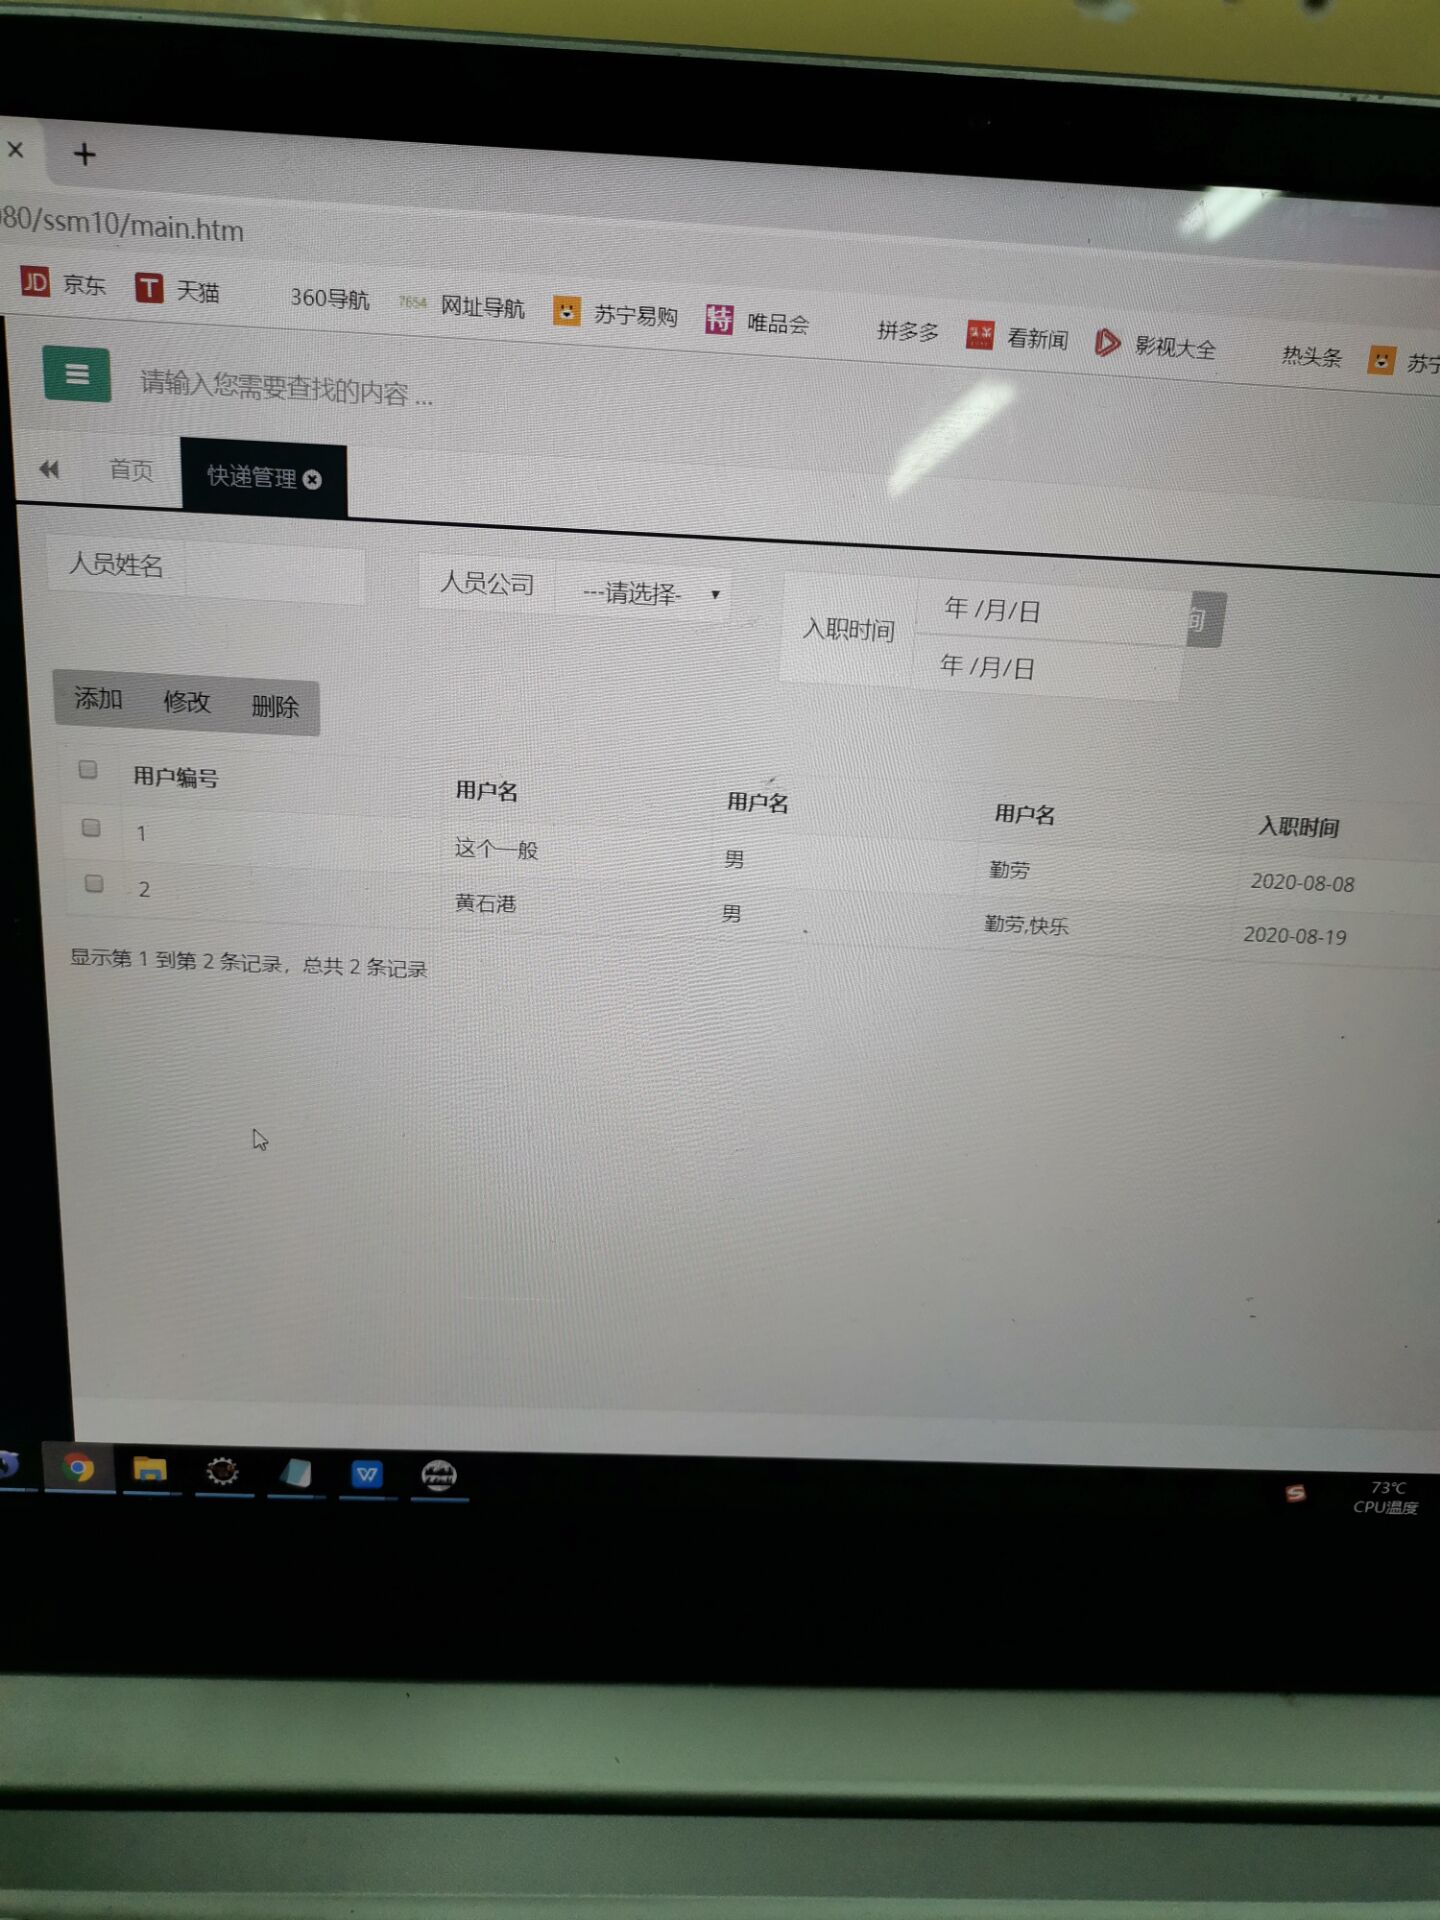 080/ssm10/main.htm
JD 京东 T 天猫 360导航 7654 网址导航 苏宁易购 特 唯品会 拼多多 看新闻 影视大全 热头条 苏宁
请输入您需要查找的内容 ...
首页 快递管理
人员姓名 人员公司 ---请选择- 入职时间 年 /月/日 询
年 /月/日
添加 修改 删除
用户编号 用户名 用户名 用户名 入职时间
1 这个一般 男 勤劳 2020-08-08
2 黄石港 男 勤劳,快乐 2020-08-19
显示第 1 到第 2 条记录，总共 2 条记录
73℃
CPU温度